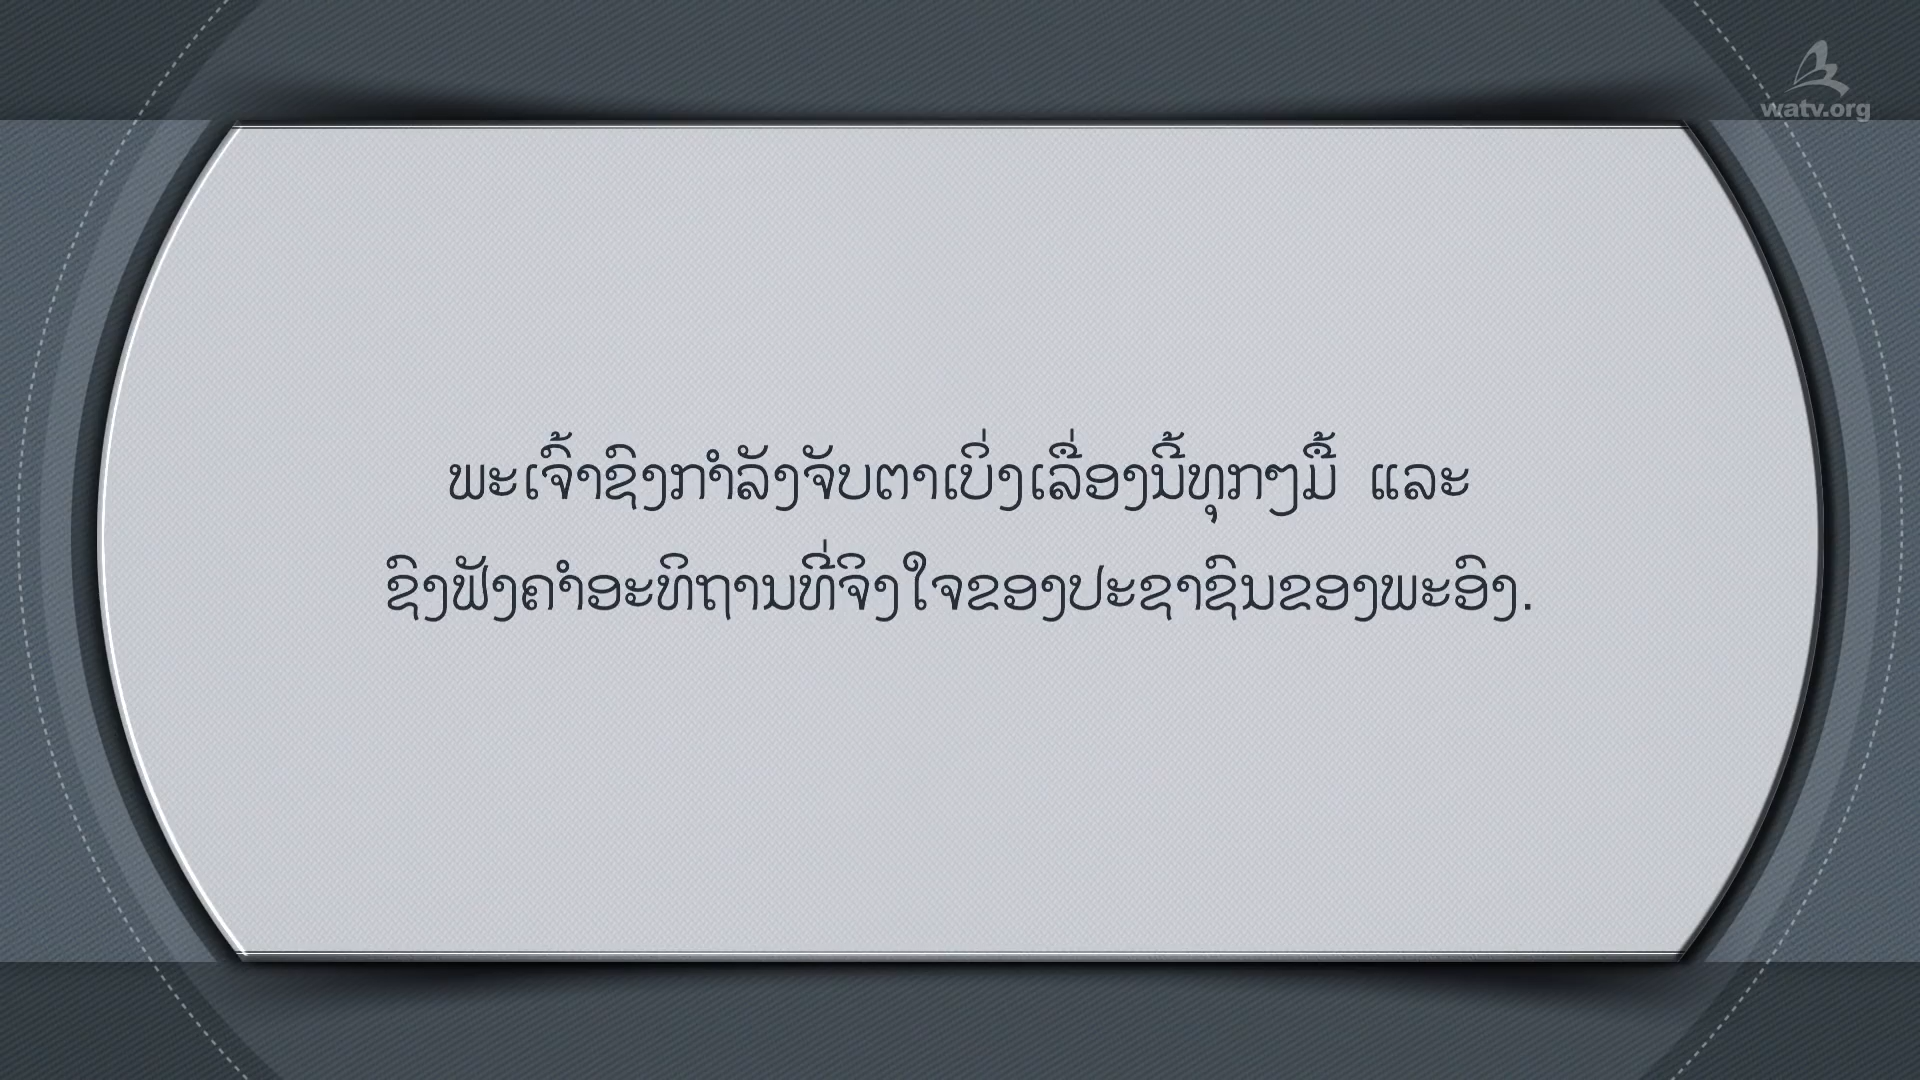 watv.org
ພະເຈົ້າຊົງກຳລັງຈັບຕາເບິ່ງເລື່ອງນີ້ທຸກໆມື້ ແລະ
ຊົງຟັງຄຳອະທິຖານທີ່ຈິງໃຈຂອງປະຊາຊົນຂອງພະອົງ.